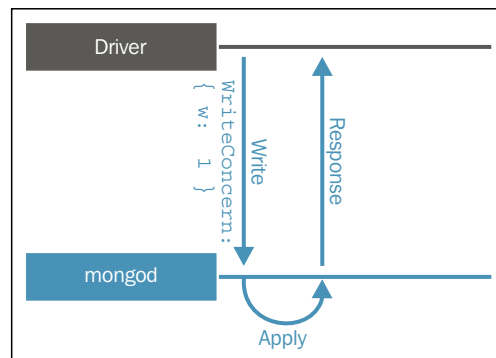 Driver
WriteConcern:
{ w: 1 }
Write
Response
mongod
Apply